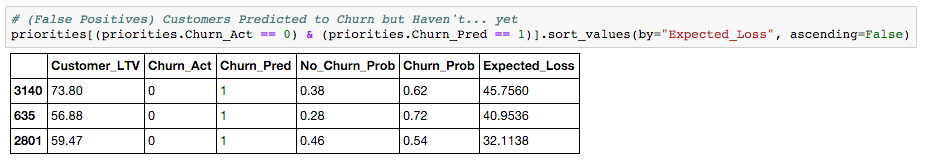 # (False Positives) Customers Predicted to Churn but Haven't... yet
priorities[(priorities.Churn_Act == 0) & (priorities.Churn_Pred == 1)].sort_values(by="Expected_Loss", ascending=False)
Customer_LTV Churn_Act Churn_Pred No_Churn_Prob Churn_Prob Expected_Loss
3140 73.80 0 1 0.38 0.62 45.7560
635 56.88 0 1 0.28 0.72 40.9536
2801 59.47 0 1 0.46 0.54 32.1138